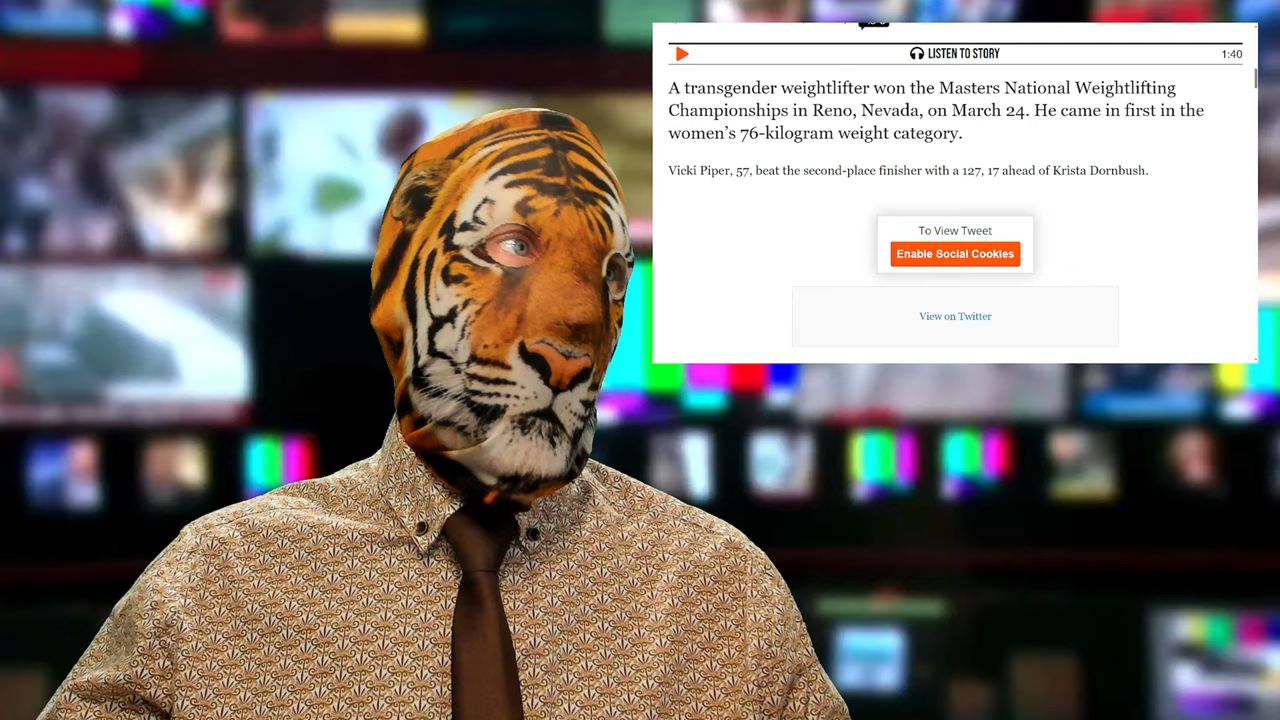 LISTEN TO STORY
1:40
A transgender weightlifter won the Masters National Weightlifting
Championships in Reno, Nevada, on March 24. He came in first in the
women's 76-kilogram weight category.
Vicki Piper, 57, beat the second-place finisher with a 127, 17 ahead of Krista Dornbush.
To View Tweet
Enable Social Cookies
View on Twitter